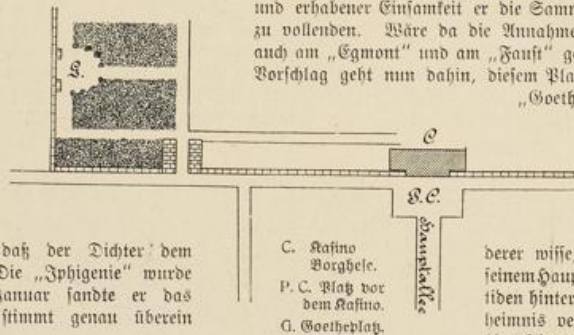 und erhabener Einsamkeit er die Samm
zu vollenden. Wäre da die Annahme
auch am „Egmont“ und am „Faust“ ge
Vorschlag geht nun dahin, diesem Pla
„Goeth
G.
C
P.C.
Hauptallee
daß der Dichter dem
Die „Iphigenie“ wurde
Januar sandte er das
stimmt genau überein
C. Kasino
Borghese.
P. C. Platz vor
dem Kasino.
G. Goetheplatz.
derer wisse,
seinem Haup
tiden hinter
heimnis ve